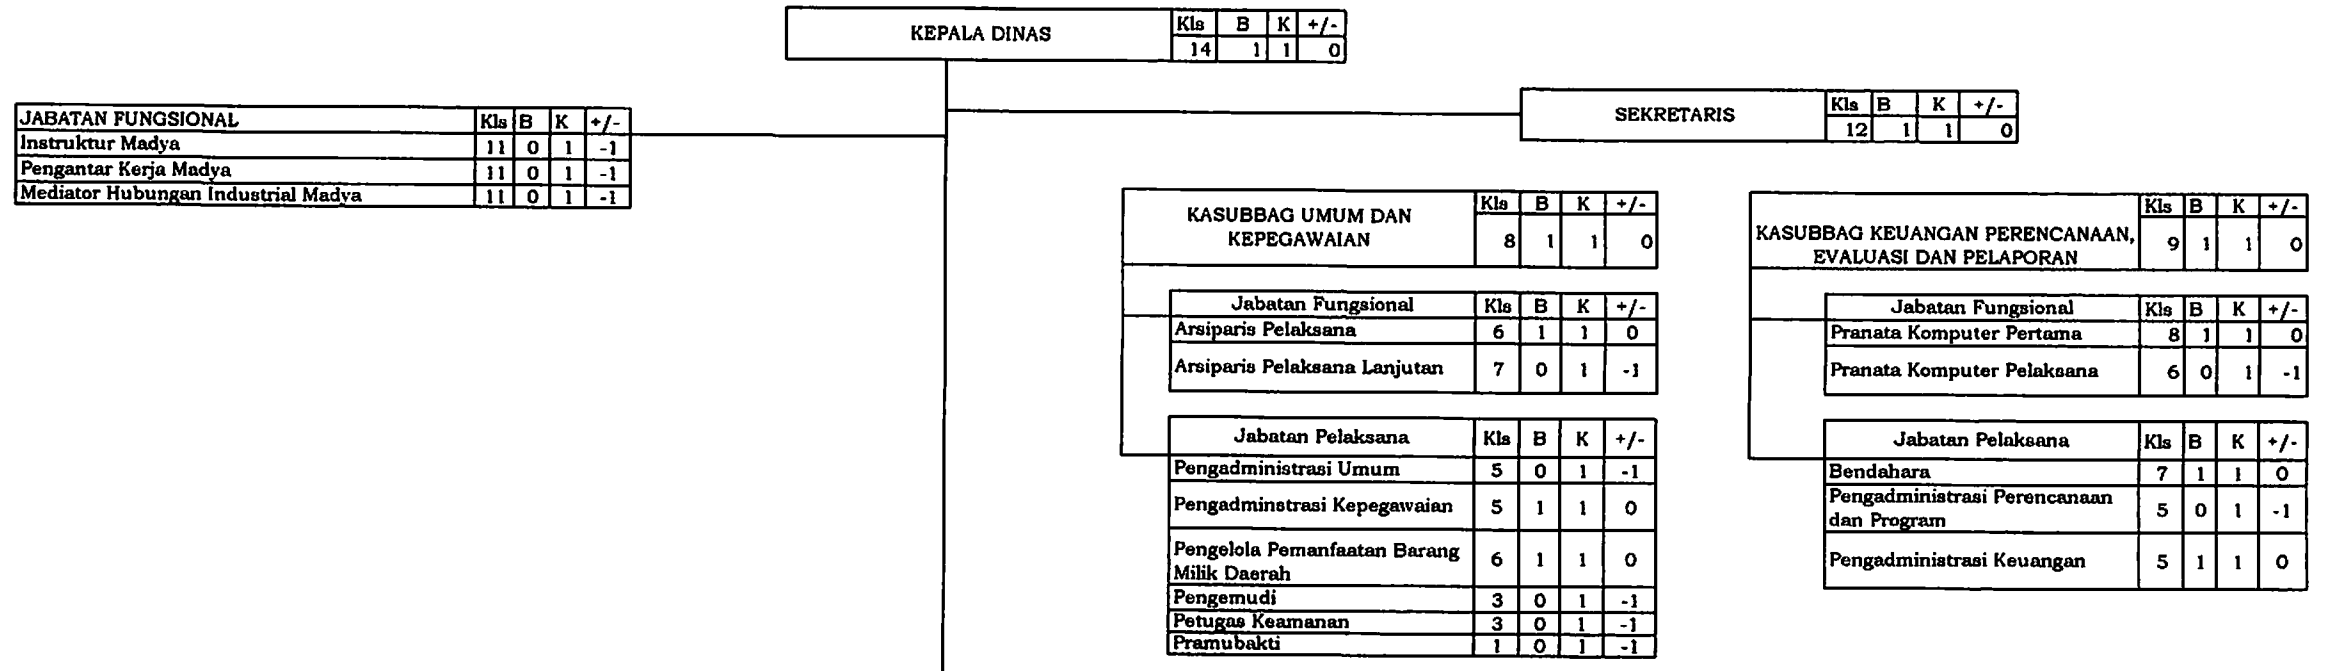 KEPALA DINAS Kls B K +/-
14 1 1 0
SEKRETARIS Kls B K +/-
12 1 1 0
JABATAN FUNGSIONAL Kls B K +/-
Instruktur Madya 11 0 1 -1
Pengantar Kerja Madya 11 0 1 -1
Mediator Hubungan Industrial Madya 11 0 1 -1
KASUBBAG UMUM DAN
KEPEGAWAIAN
Kls B K +/-
8 1 1 0
Jabatan Fungsional Kls B K +/-
Arsiparis Pelaksana 6 1 1 0
Arsiparis Pelaksana Lanjutan 7 0 1 -1
Jabatan Pelaksana Kls B K +/-
Pengadministrasi Umum 5 0 1 -1
Pengadminstrasi Kepegawaian 5 1 1 0
Pengelola Pemanfaatan Barang
Milik Daerah 6 1 1 0
Pengemudi 3 0 1 -1
Petugas Keamanan 3 0 1 -1
Pramubakti 1 0 1 -1
KASUBBAG KEUANGAN PERENCANAAN,
EVALUASI DAN PELAPORAN
Kls B K +/-
9 1 1 0
Jabatan Fungsional Kls B K +/-
Pranata Komputer Pertama 8 1 1 0
Pranata Komputer Pelaksana 6 0 1 -1
Jabatan Pelaksana Kls B K +/-
Bendahara 7 1 1 0
Pengadministrasi Perencanaan
dan Program 5 0 1 -1
Pengadministrasi Keuangan 5 1 1 0